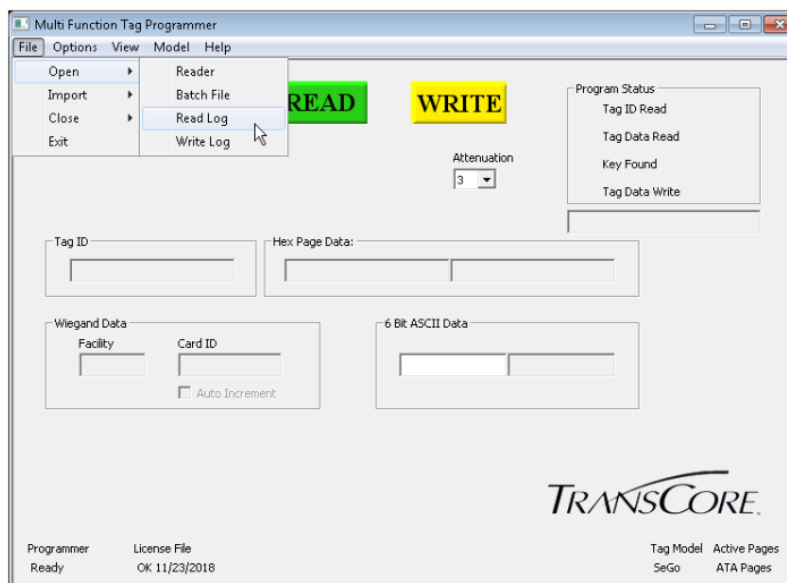 Multi Function Tag Programmer
File Options View Model Help
Open Reader
Import Batch File
Close Read Log
Exit Write Log
READ
WRITE
Attenuation
3
Program Status
Tag ID Read
Tag Data Read
Key Found
Tag Data Write
Tag ID
Hex Page Data:
Wiegand Data
Facility Card ID
Auto Increment
6 Bit ASCII Data
TRANSCORE.
Programmer License File Tag Model Active Pages
Ready OK 11/23/2018 SeGo ATA Pages